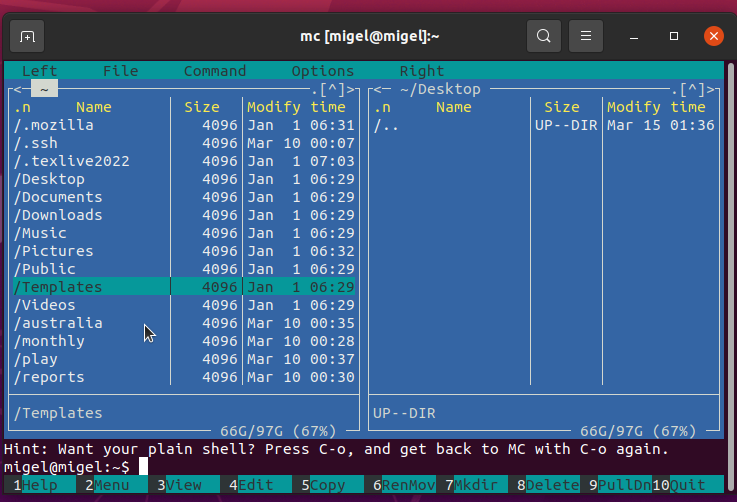 mc [migel@migel]:~
Left File Command Options Right
<─ ~ .[^]> <─ ~/Desktop .[^]>
.n Name Size Modify time .n Name Size Modify time
/.mozilla 4096 Jan 1 06:31 /.. UP--DIR Mar 15 01:36
/.ssh 4096 Mar 10 00:07
/.texlive2022 4096 Jan 1 07:03
/Desktop 4096 Jan 1 06:29
/Documents 4096 Jan 1 06:29
/Downloads 4096 Jan 1 06:29
/Music 4096 Jan 1 06:29
/Pictures 4096 Jan 1 06:32
/Public 4096 Jan 1 06:29
/Templates 4096 Jan 1 06:29
/Videos 4096 Jan 1 06:29
/australia 4096 Mar 10 00:35
/monthly 4096 Mar 10 00:28
/play 4096 Mar 10 00:37
/reports 4096 Mar 10 00:30
/Templates UP--DIR
66G/97G (67%) 66G/97G (67%)
Hint: Want your plain shell? Press C-o, and get back to MC with C-o again.
migel@migel:~$
1Help 2Menu 3View 4Edit 5Copy 6RenMov 7Mkdir 8Delete 9PullDn 10Quit